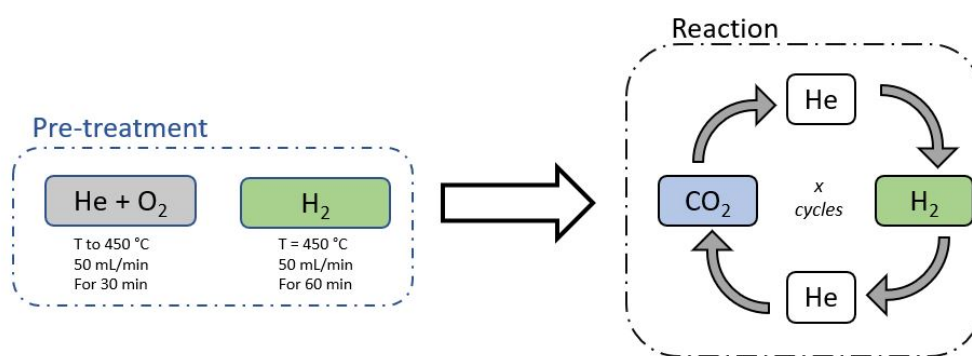 Reaction
Pre-treatment
He + O₂
T to 450 °C
50 mL/min
For 30 min
H₂
T = 450 °C
50 mL/min
For 60 min
He
CO₂
x
cycles
H₂
He